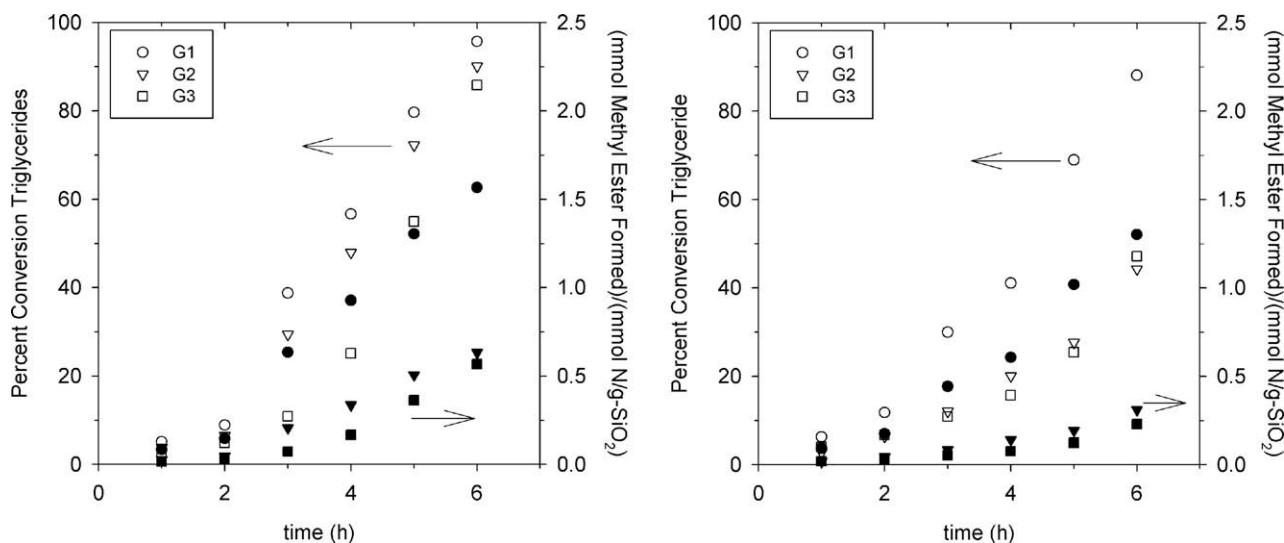 100
80
60
40
20
0
Percent Conversion Triglycerides
G1
G2
G3
2.5
2.0
1.5
1.0
0.5
0.0
(mmol Methyl Ester Formed)/(mmol N/g-SiO2)
0
2
4
6
time (h)
100
80
60
40
20
0
Percent Conversion Triglyceride
G1
G2
G3
2.5
2.0
1.5
1.0
0.5
0.0
(mmol Methyl Ester Formed)/(mmol N/g-SiO2)
0
2
4
6
time (h)